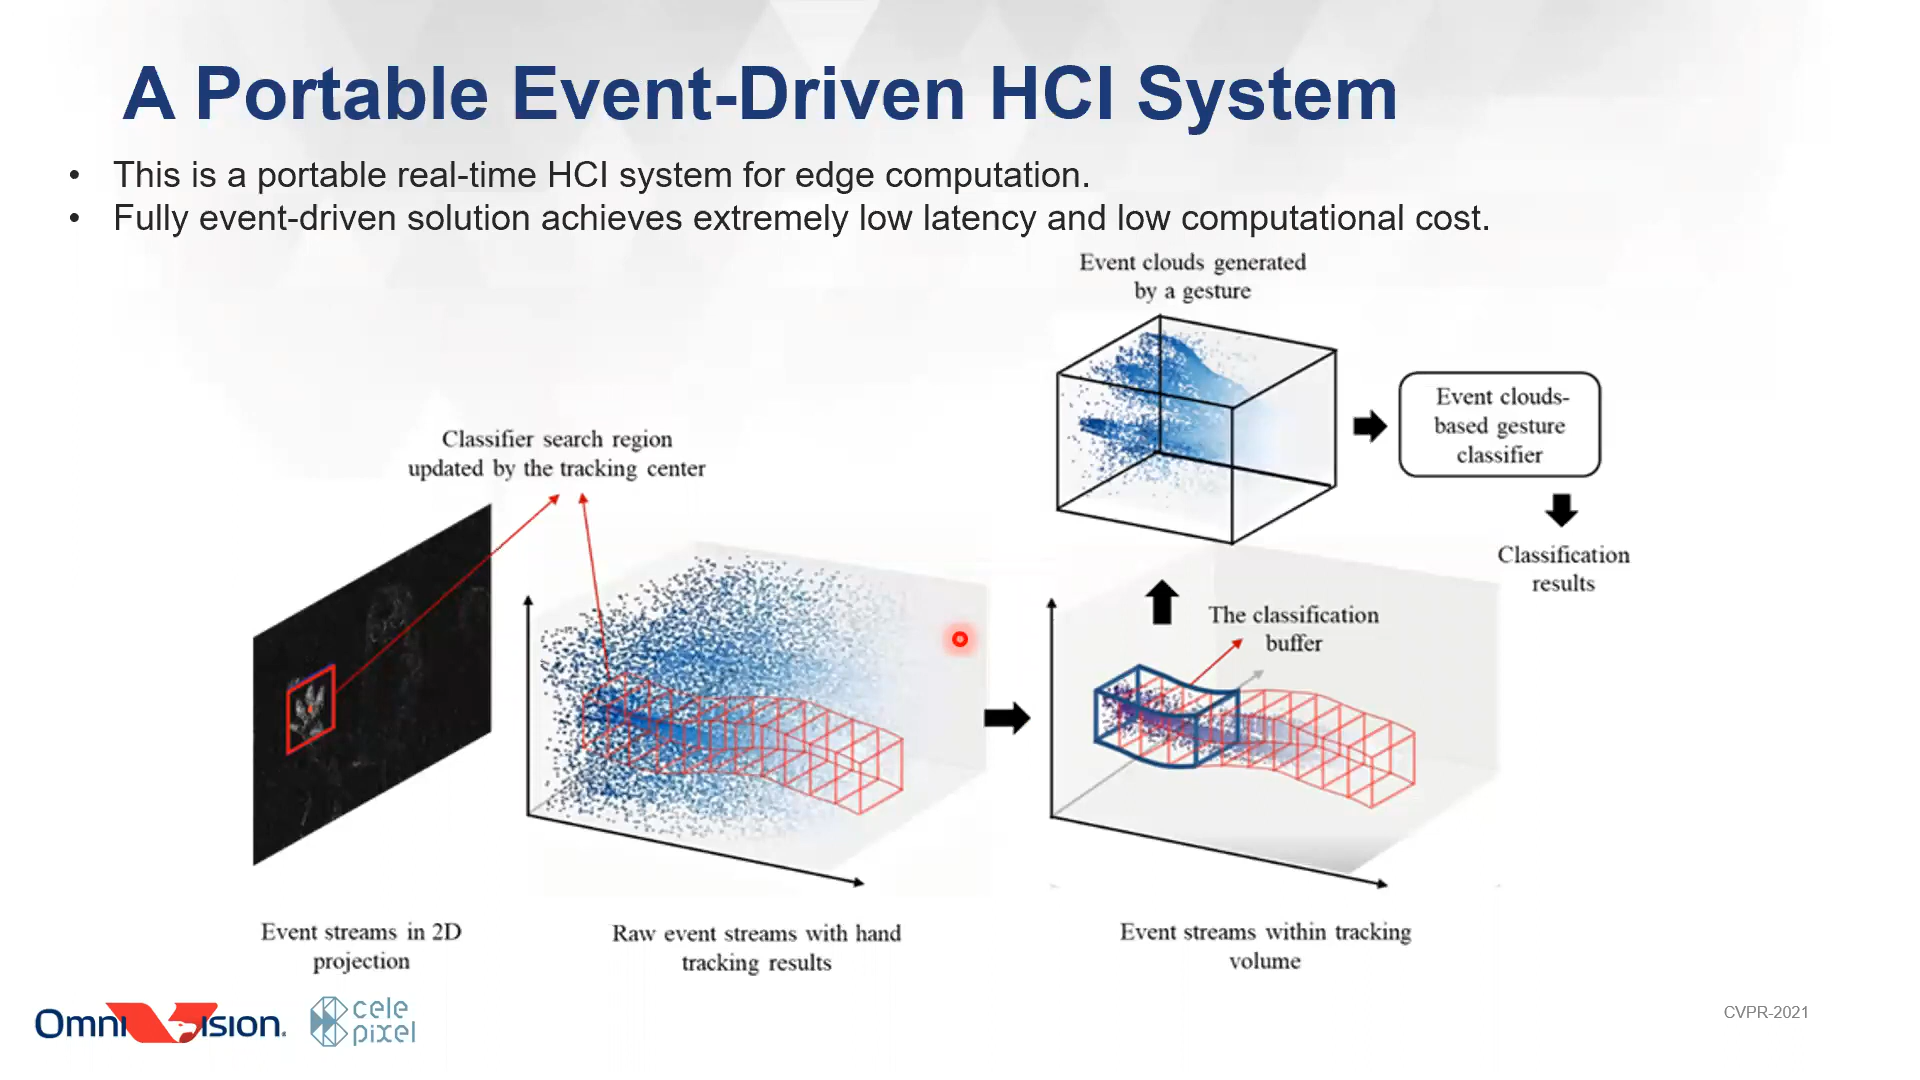 A Portable Event-Driven HCI System
• This is a portable real-time HCI system for edge computation.
• Fully event-driven solution achieves extremely low latency and low computational cost.
Event clouds generated
by a gesture
Event clouds-
based gesture
classifier
Classification
results
Classifier search region
updated by the tracking center
The classification
buffer
Event streams in 2D
projection
Raw event streams with hand
tracking results
Event streams within tracking
volume
OmniVision.
cele
pixel
CVPR-2021